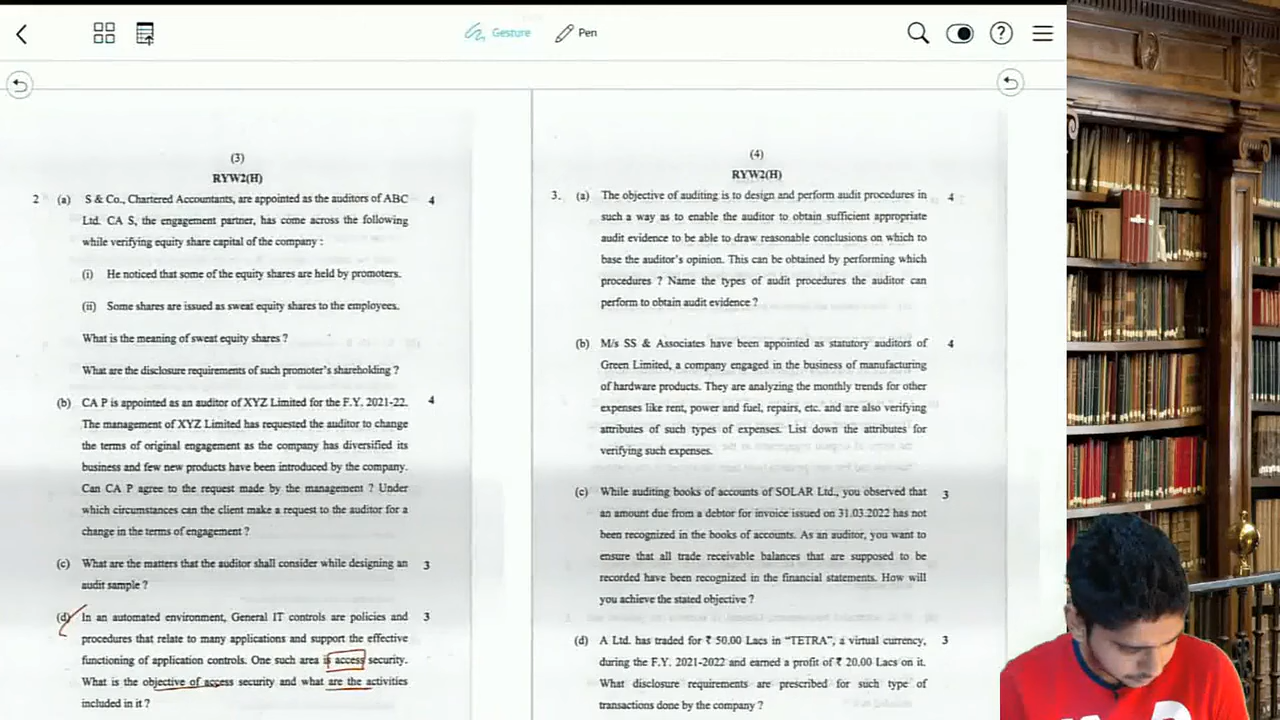 Gesture
Pen
(3)
RYW2(H)
2 (a) S & Co., Chartered Accountants, are appointed as the auditors of ABC 4
Ltd. CA S, the engagement partner, has come across the following
while verifying equity share capital of the company :
(i) He noticed that some of the equity shares are held by promoters.
(ii) Some shares are issued as sweat equity shares to the employees.
What is the meaning of sweat equity shares ?
What are the disclosure requirements of such promoter's shareholding ?
(b) CA P is appointed as an auditor of XYZ Limited for the F.Y. 2021-22. 4
The management of XYZ Limited has requested the auditor to change
the terms of original engagement as the company has diversified its
business and few new products have been introduced by the company.
Can CA P agree to the request made by the management ? Under
which circumstances can the client make a request to the auditor for a
change in the terms of engagement ?
(c) What are the matters that the auditor shall consider while designing an 3
audit sample ?
(d) In an automated environment, General IT controls are policies and 3
procedures that relate to many applications and support the effective
functioning of application controls. One such area is access security.
What is the objective of access security and what are the activities
included in it ?
(4)
RYW2(H)
3. (a) The objective of auditing is to design and perform audit procedures in 4
such a way as to enable the auditor to obtain sufficient appropriate
audit evidence to be able to draw reasonable conclusions on which to
base the auditor's opinion. This can be obtained by performing which
procedures ? Name the types of audit procedures the auditor can
perform to obtain audit evidence ?
(b) M/s SS & Associates have been appointed as statutory auditors of 4
Green Limited, a company engaged in the business of manufacturing
of hardware products. They are analyzing the monthly trends for other
expenses like rent, power and fuel, repairs, etc. and are also verifying
attributes of such types of expenses. List down the attributes for
verifying such expenses.
(c) While auditing books of accounts of SOLAR Ltd., you observed that 3
an amount due from a debtor for invoice issued on 31.03.2022 has not
been recognized in the books of accounts. As an auditor, you want to
ensure that all trade receivable balances that are supposed to be
recorded have been recognized in the financial statements. How will
you achieve the stated objective ?
(d) A Ltd. has traded for ₹ 50.00 Lacs in "TETRA", a virtual currency, 3
during the F.Y. 2021-2022 and earned a profit of ₹ 20.00 Lacs on it.
What disclosure requirements are prescribed for such type of
transactions done by the company ?